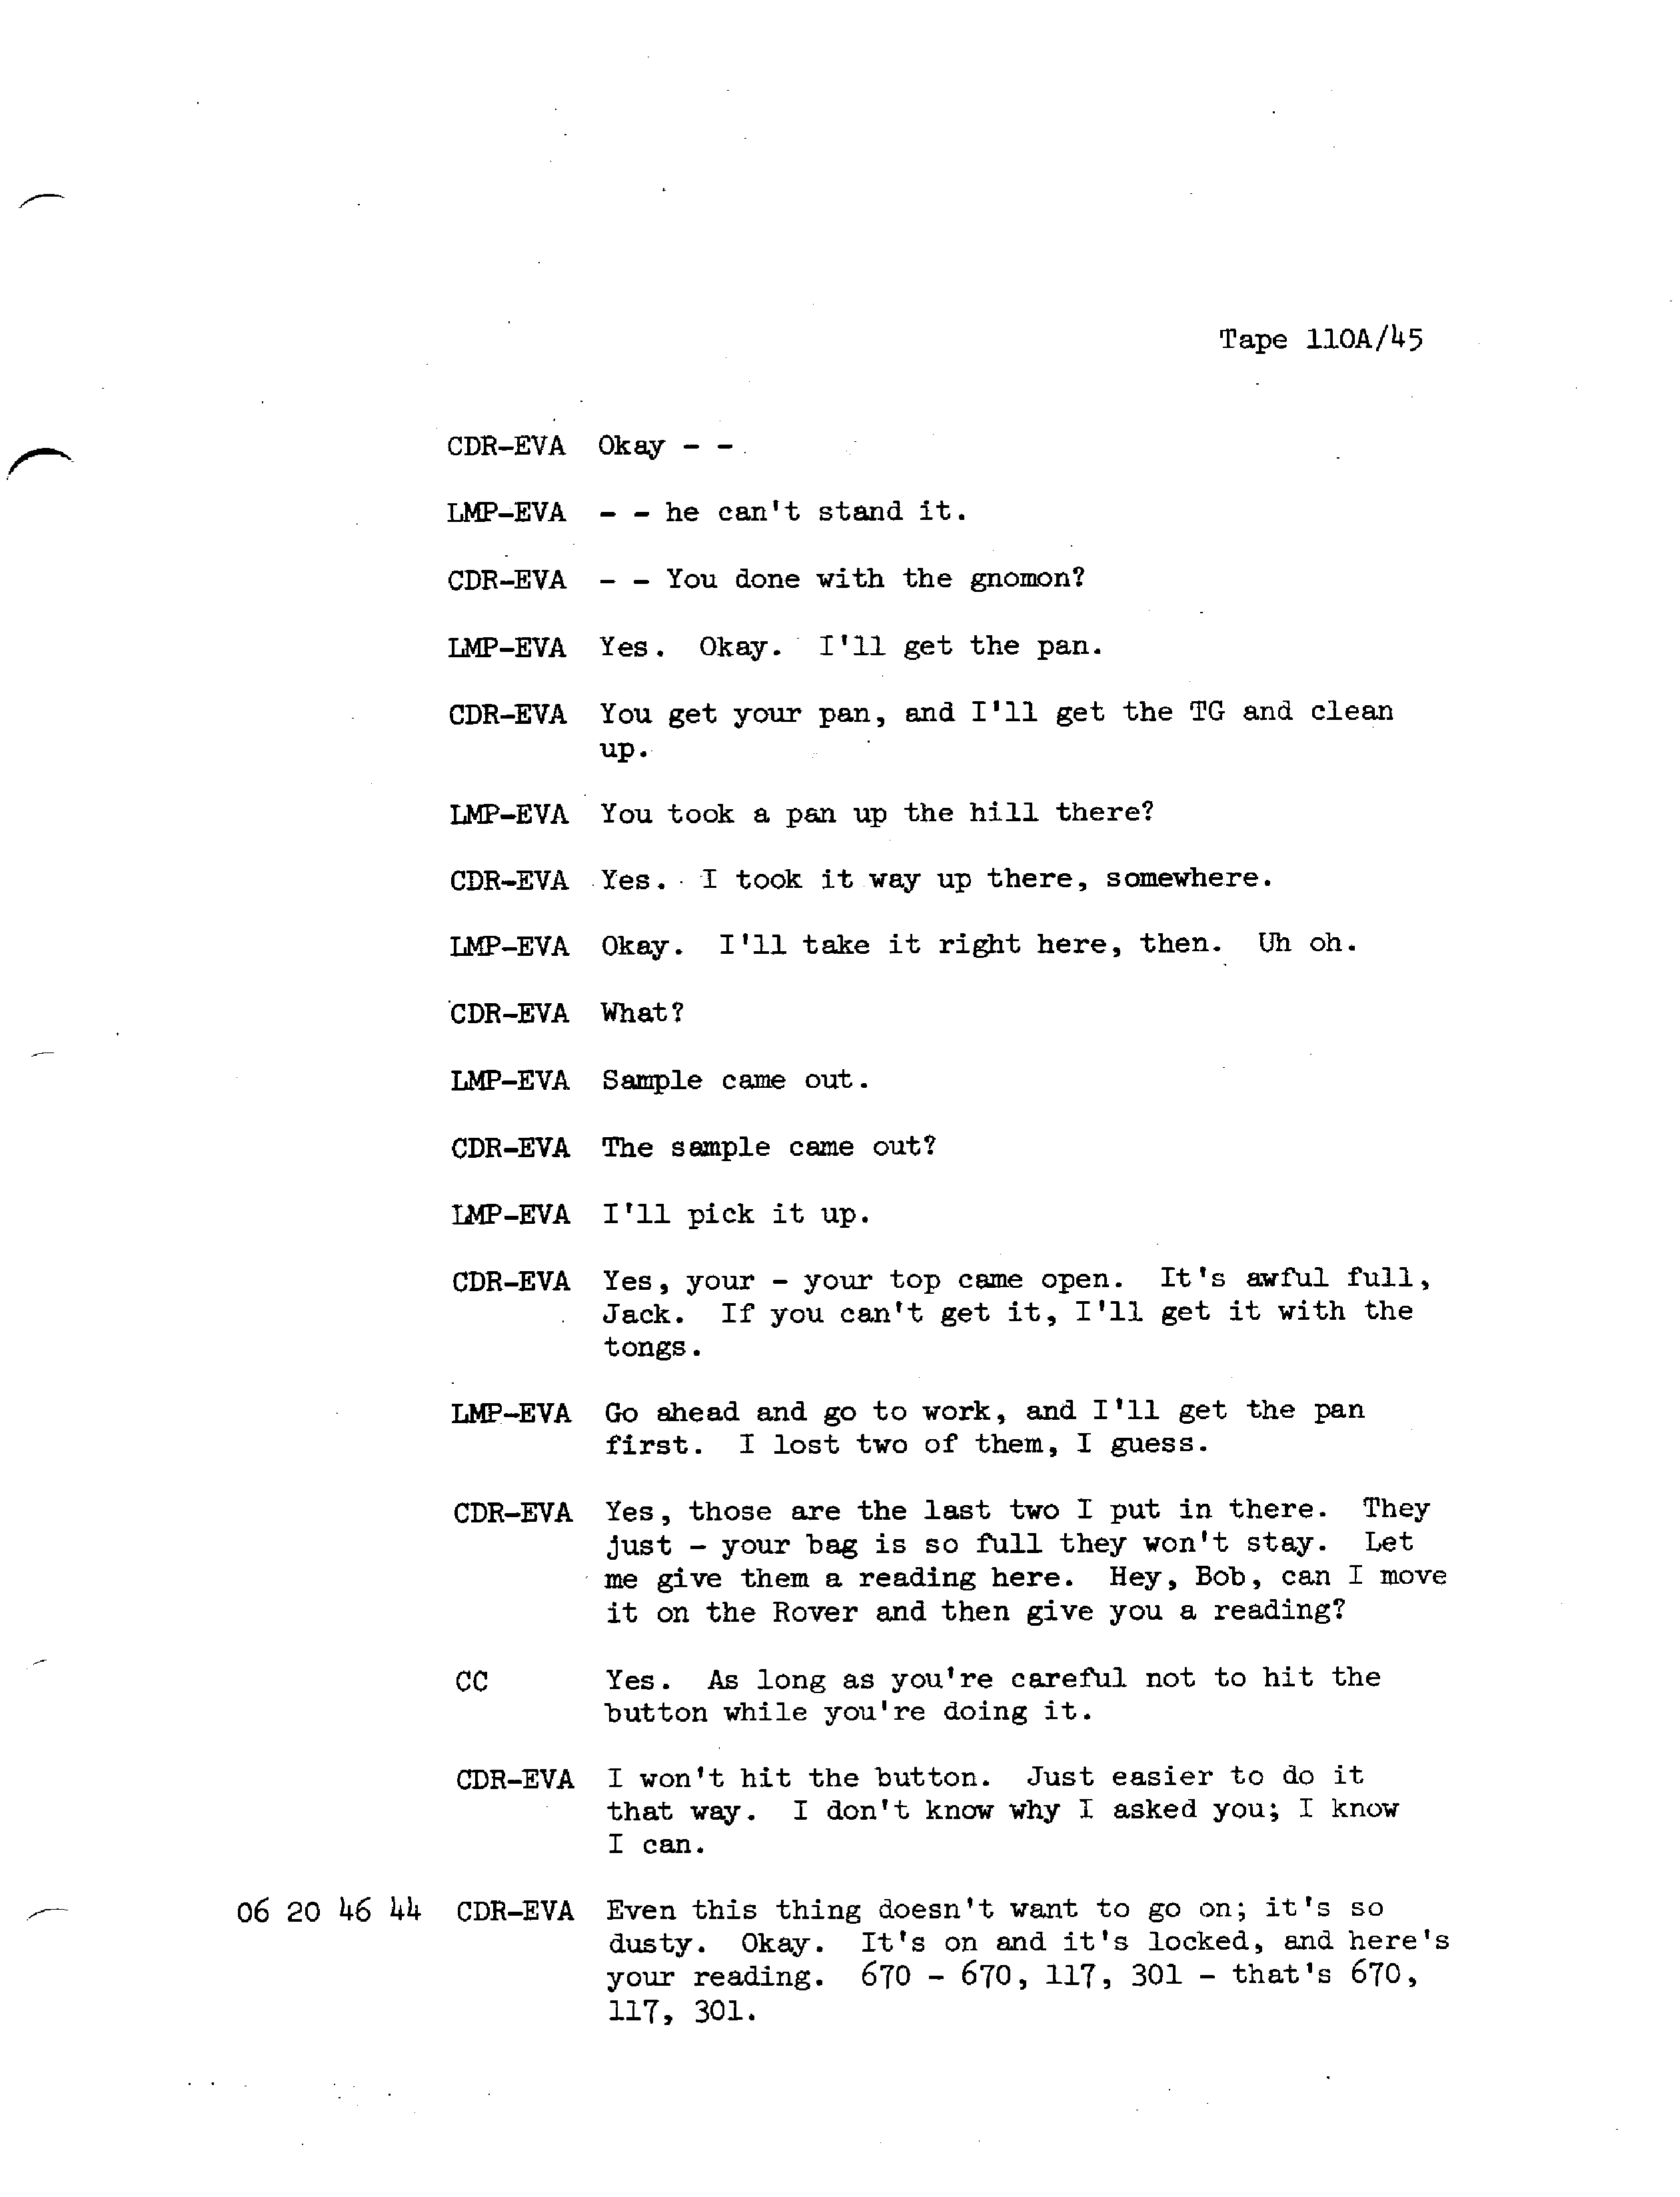 Tape 110A/45
CDR-EVA Okay - -
LMP-EVA - - he can't stand it.
CDR-EVA - - You done with the gnomon?
LMP-EVA Yes. Okay. I'll get the pan.
CDR-EVA You get your pan, and I'll get the TG and clean
up.
LMP-EVA You took a pan up the hill there?
CDR-EVA Yes. I took it way up there, somewhere.
LMP-EVA Okay. I'll take it right here, then. Uh oh.
CDR-EVA What?
LMP-EVA Sample came out.
CDR-EVA The sample came out?
LMP-EVA I'll pick it up.
CDR-EVA Yes, your - your top came open. It's awful full,
Jack. If you can't get it, I'll get it with the
tongs.
LMP-EVA Go ahead and go to work, and I'll get the pan
first. I lost two of them, I guess.
CDR-EVA Yes, those are the last two I put in there. They
just - your bag is so full they won't stay. Let
me give them a reading here. Hey, Bob, can I move
it on the Rover and then give you a reading?
CC Yes. As long as you're careful not to hit the
button while you're doing it.
CDR-EVA I won't hit the button. Just easier to do it
that way. I don't know why I asked you; I know
I can.
06 20 46 44 CDR-EVA Even this thing doesn't want to go on; it's so
dusty. Okay. It's on and it's locked, and here's
your reading. 670 - 670, 117, 301 - that's 670,
117, 301.